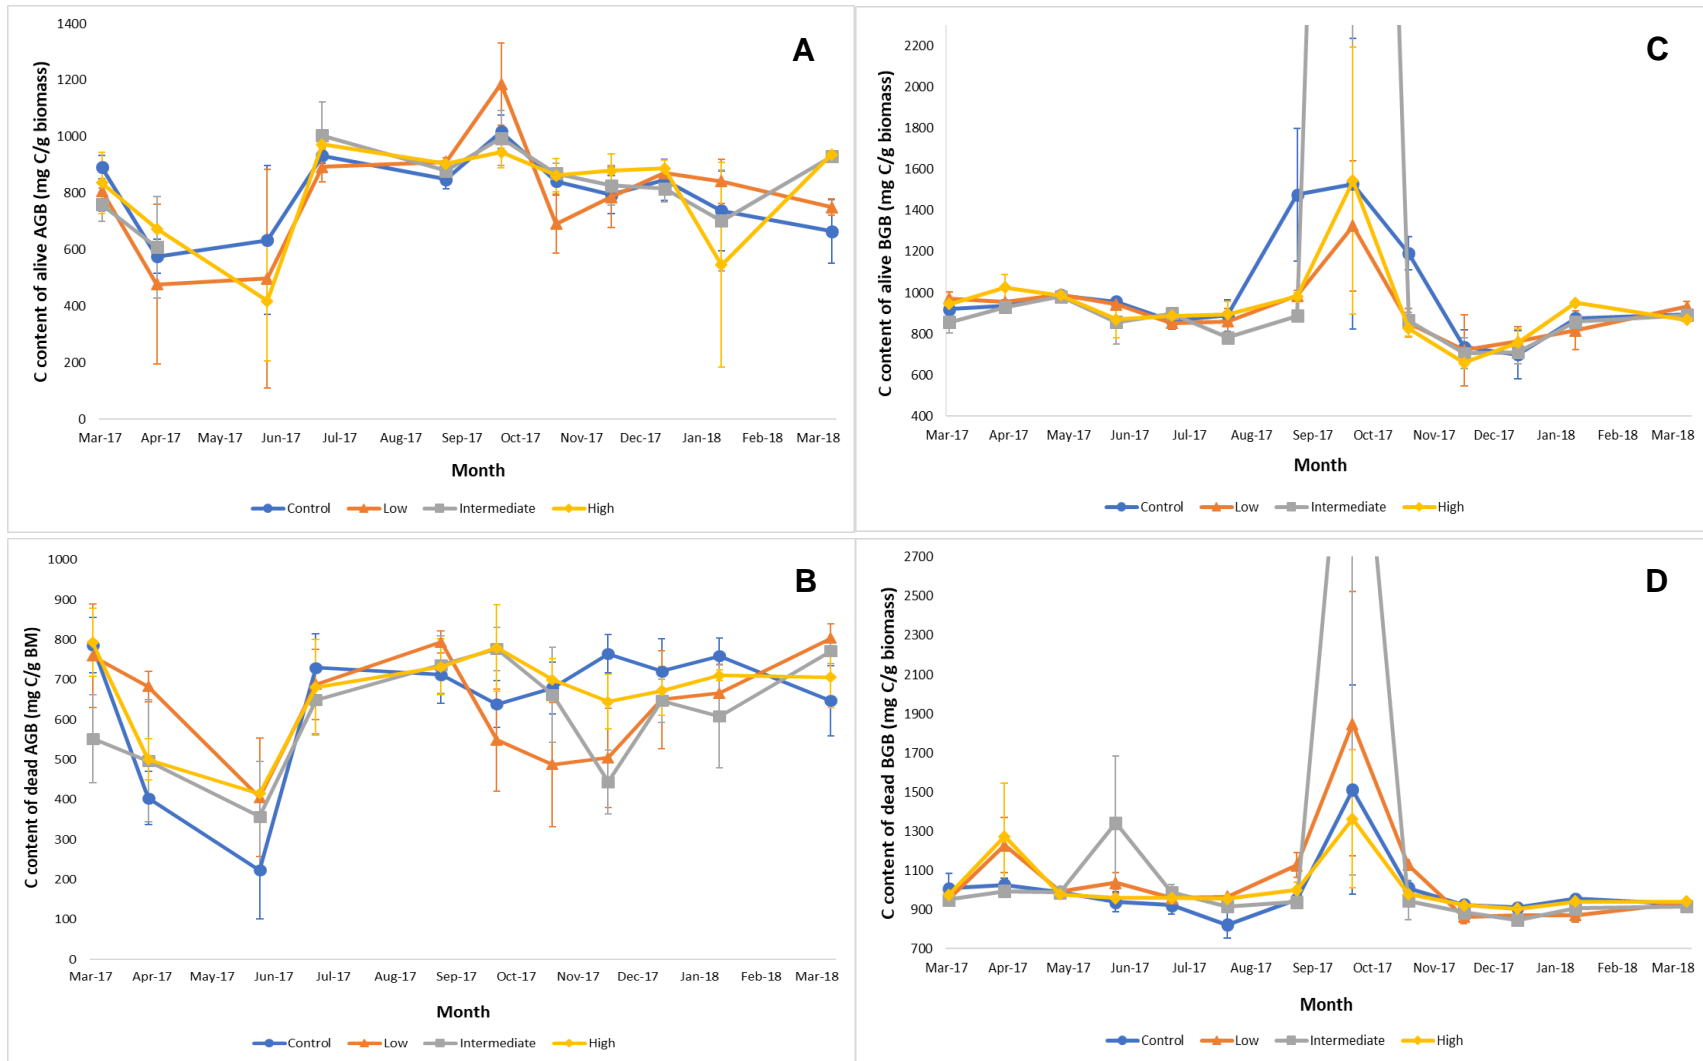 A
C content of alive AGB (mg C/g biomass)
1400
1200
1000
800
600
400
200
0
Mar-17 Apr-17 May-17 Jun-17 Jul-17 Aug-17 Sep-17 Oct-17 Nov-17 Dec-17 Jan-18 Feb-18 Mar-18
Month
Control Low Intermediate High
C
C content of alive BGB (mg C/g biomass)
2200
2000
1800
1600
1400
1200
1000
800
600
400
Mar-17 Apr-17 May-17 Jun-17 Jul-17 Aug-17 Sep-17 Oct-17 Nov-17 Dec-17 Jan-18 Feb-18 Mar-18
Month
Control Low Intermediate High
B
C content of dead AGB (mg C/g BM)
1000
900
800
700
600
500
400
300
200
100
0
Mar-17 Apr-17 May-17 Jun-17 Jul-17 Aug-17 Sep-17 Oct-17 Nov-17 Dec-17 Jan-18 Feb-18 Mar-18
Month
Control Low Intermediate High
D
C content of dead BGB (mg C/g biomass)
2700
2500
2300
2100
1900
1700
1500
1300
1100
900
700
Mar-17 Apr-17 May-17 Jun-17 Jul-17 Aug-17 Sep-17 Oct-17 Nov-17 Dec-17 Jan-18 Feb-18 Mar-18
Month
Control Low Intermediate High